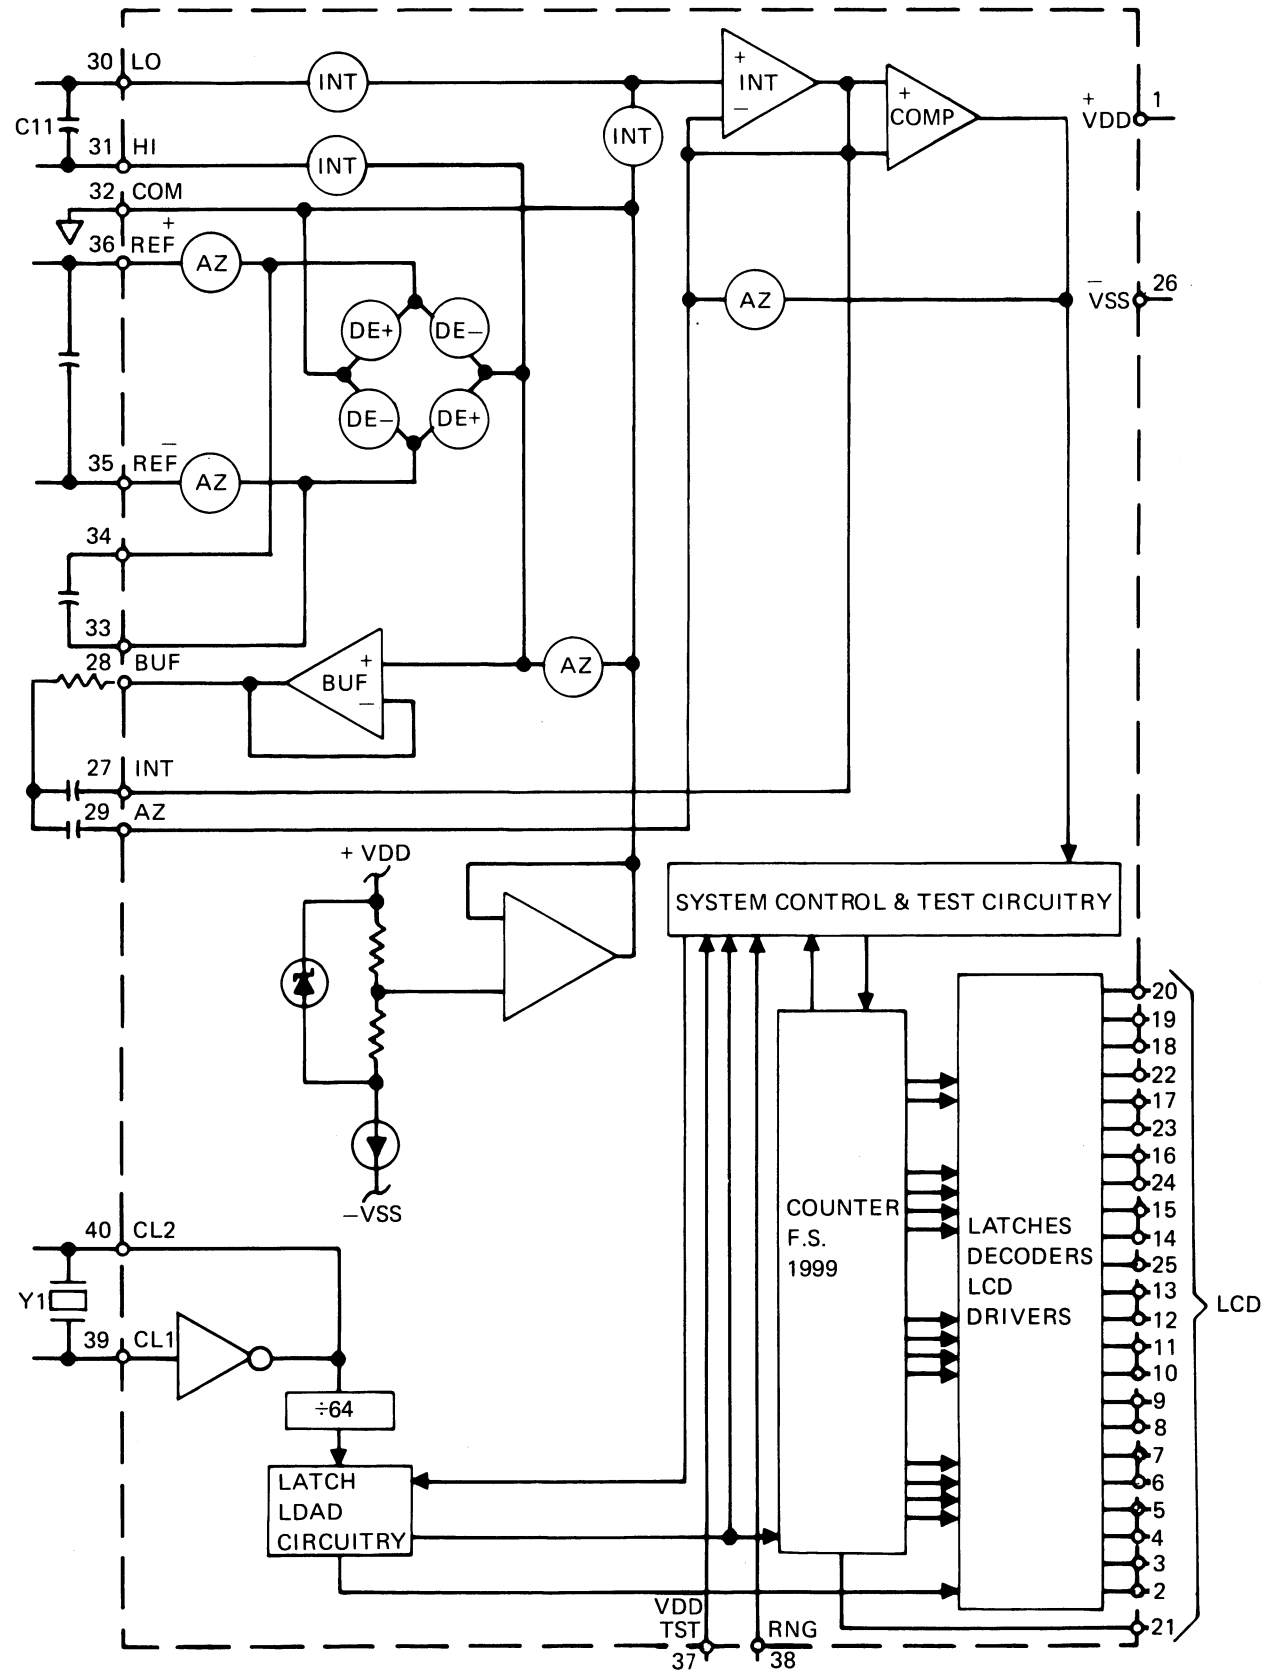 30 LO
INT
C11
31 HI
INT
32 COM
+
36 REF
AZ
DE+
DE−
DE−
DE+
−
35 REF
AZ
34
33
28 BUF
+
BUF
−
AZ
27 INT
29 AZ
+
INT
−
INT
+
COMP
AZ
+
VDD
1
−
VSS
26
+ VDD
−VSS
SYSTEM CONTROL & TEST CIRCUITRY
40 CL2
Y1
39 CL1
÷64
LATCH
LDAD
CIRCUITRY
COUNTER
F.S.
1999
LATCHES
DECODERS
LCD
DRIVERS
20
19
18
22
17
23
16
24
15
14
25
13
12
11
10
9
8
7
6
5
4
3
2
21
LCD
VDD
TST
37
RNG
38